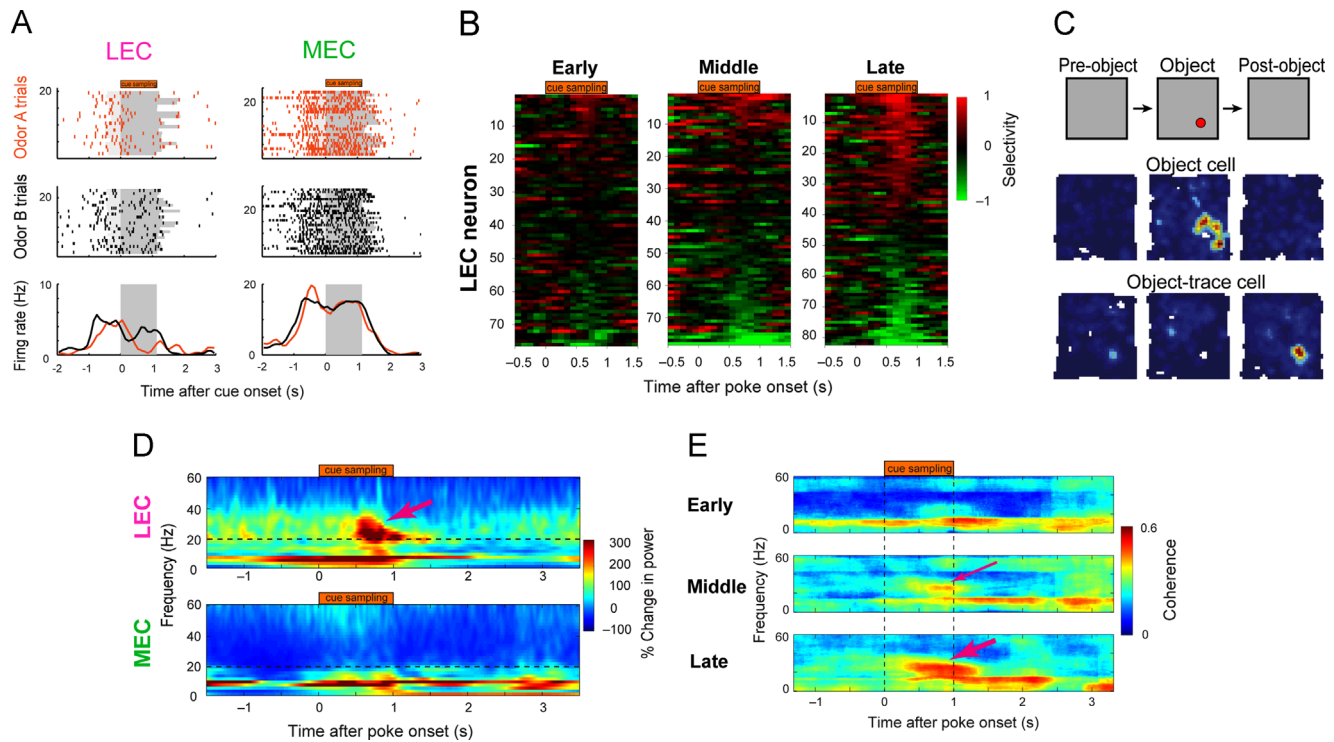 A
LEC
MEC
cue sampling
cue sampling
Odor A trials
20
0
20
0
Odor B trials
20
20
Firing rate (Hz)
10
0
20
0
−2 −1 0 1 2 3
−2 −1 0 1 2 3
Time after cue onset (s)
B
Early
Middle
Late
cue sampling
cue sampling
cue sampling
LEC neuron
10
20
30
40
50
60
70
10
20
30
40
50
60
70
10
20
30
40
50
60
70
80
−0.5 0 0.5 1 1.5
−0.5 0 0.5 1 1.5
−0.5 0 0.5 1 1.5
Time after poke onset (s)
1
0
−1
Selectivity
C
Pre-object
Object
Post-object
Object cell
Object-trace cell
D
cue sampling
LEC
60
40
20
0
−1 0 1 2 3
cue sampling
MEC
60
40
20
0
−1 0 1 2 3
Frequency (Hz)
Time after poke onset (s)
300
200
100
0
−100
% Change in power
E
cue sampling
Early
60
0
Middle
60
0
Late
60
0
Frequency (Hz)
−1 0 1 2 3
Time after poke onset (s)
0.6
0
Coherence